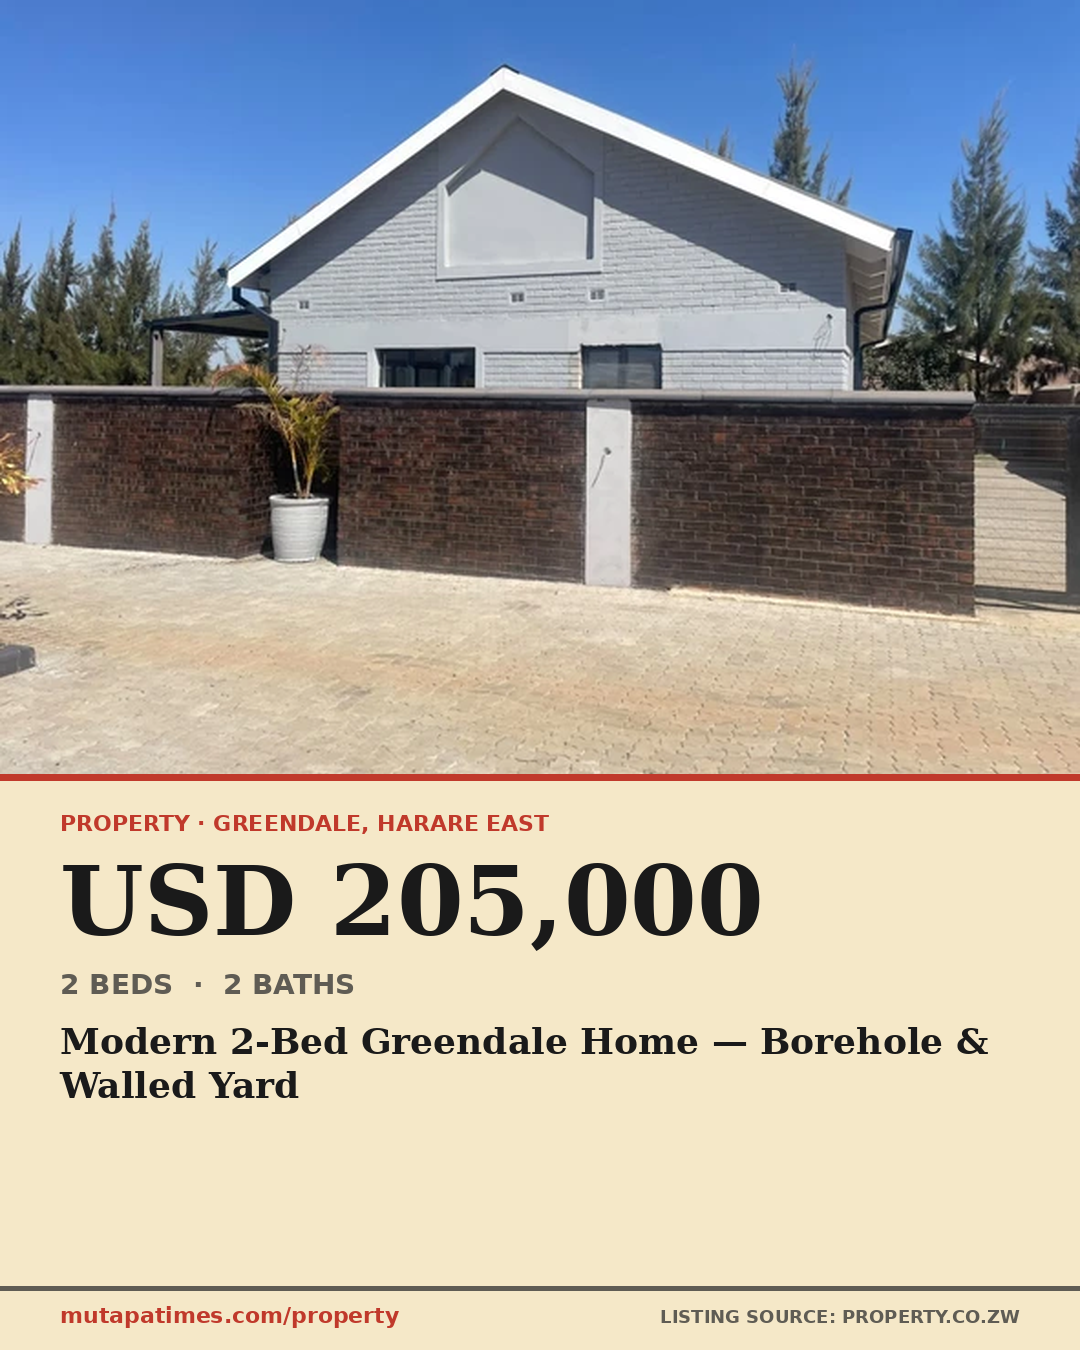 PROPERTY · GREENDALE, HARARE EAST
USD 205,000
2 BEDS · 2 BATHS
Modern 2-Bed Greendale Home — Borehole &
Walled Yard
mutapatimes.com/property
LISTING SOURCE: PROPERTY.CO.ZW